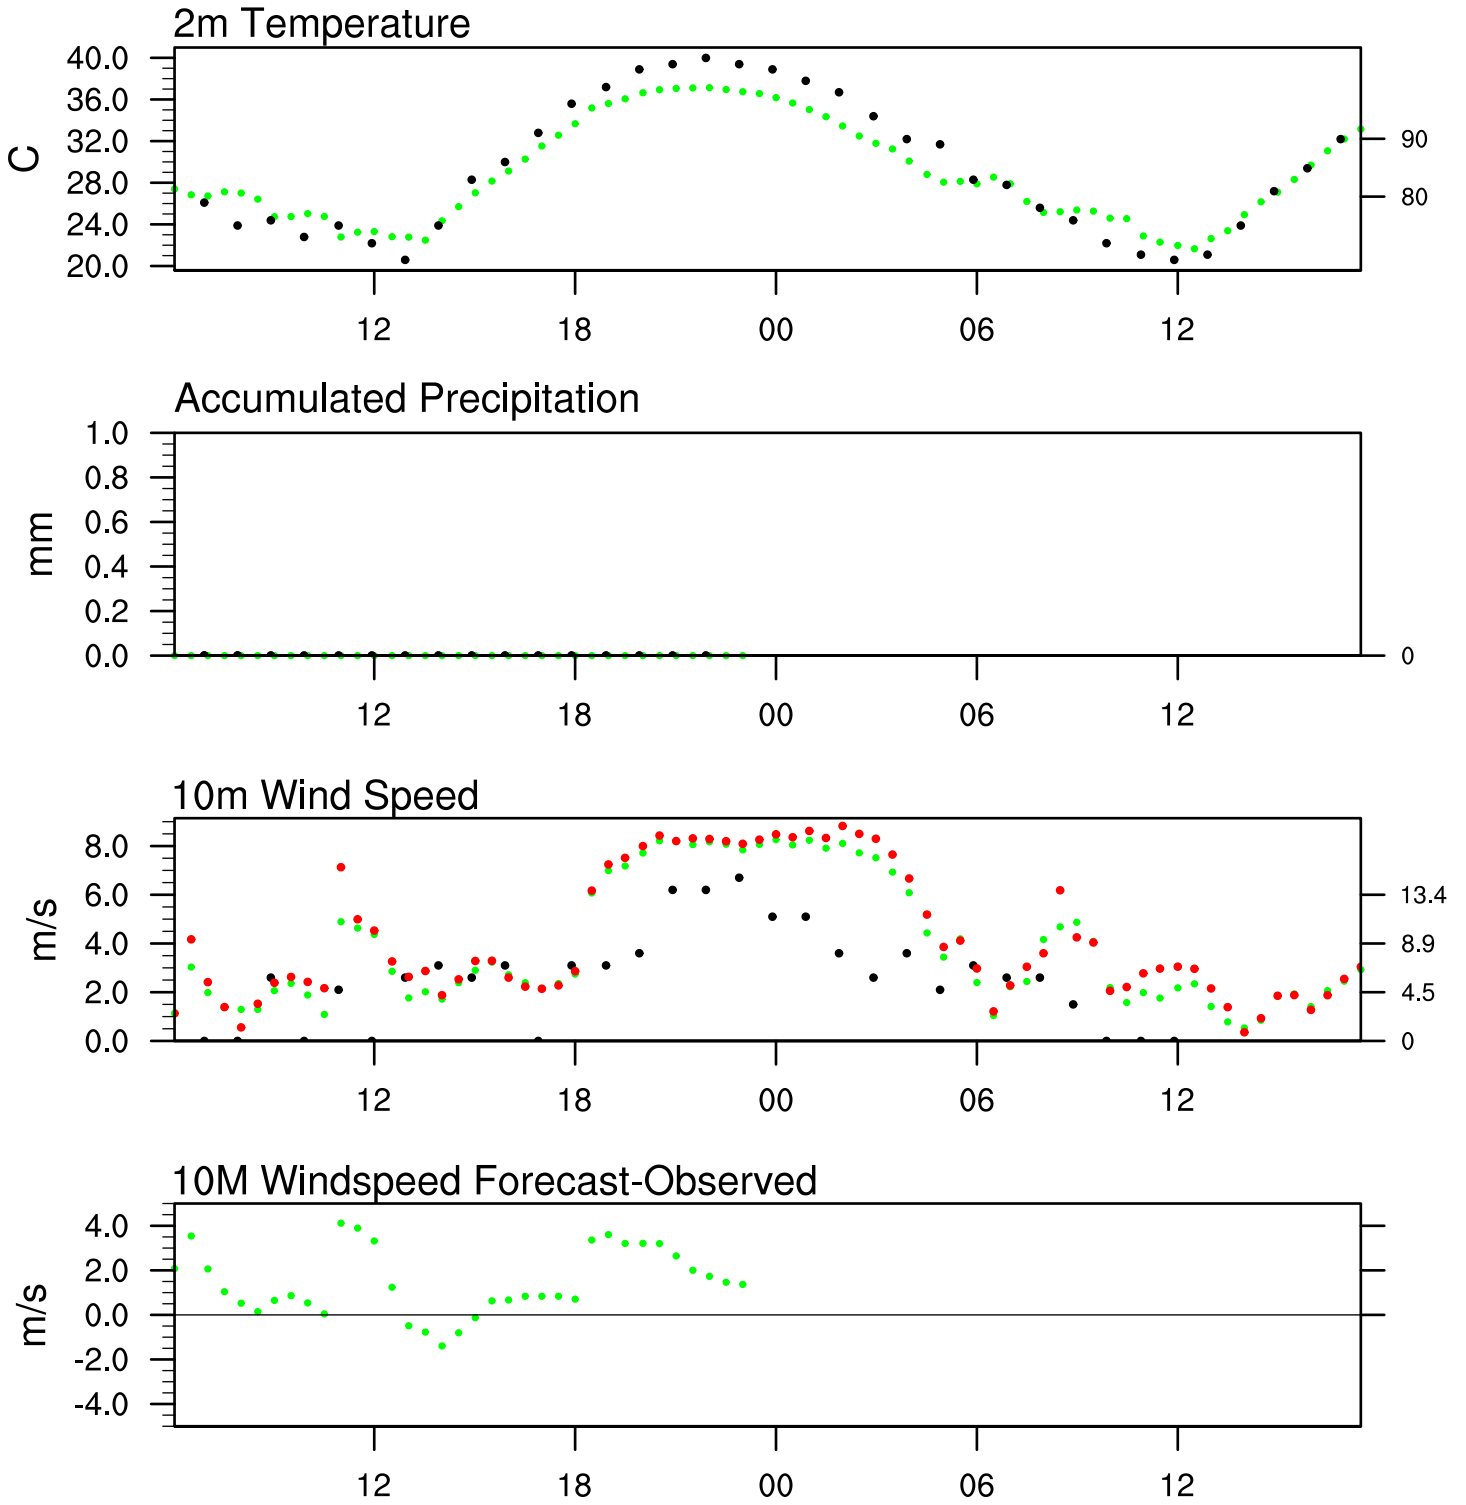 2m Temperature
40.0
36.0
32.0
28.0
24.0
20.0
C
90
80
12 18 00 06 12
Accumulated Precipitation
1.0
0.8
0.6
0.4
0.2
0.0
mm
0
12 18 00 06 12
10m Wind Speed
8.0
6.0
4.0
2.0
0.0
m/s
13.4
8.9
4.5
0
12 18 00 06 12
10M Windspeed Forecast-Observed
4.0
2.0
0.0
-2.0
-4.0
m/s
12 18 00 06 12